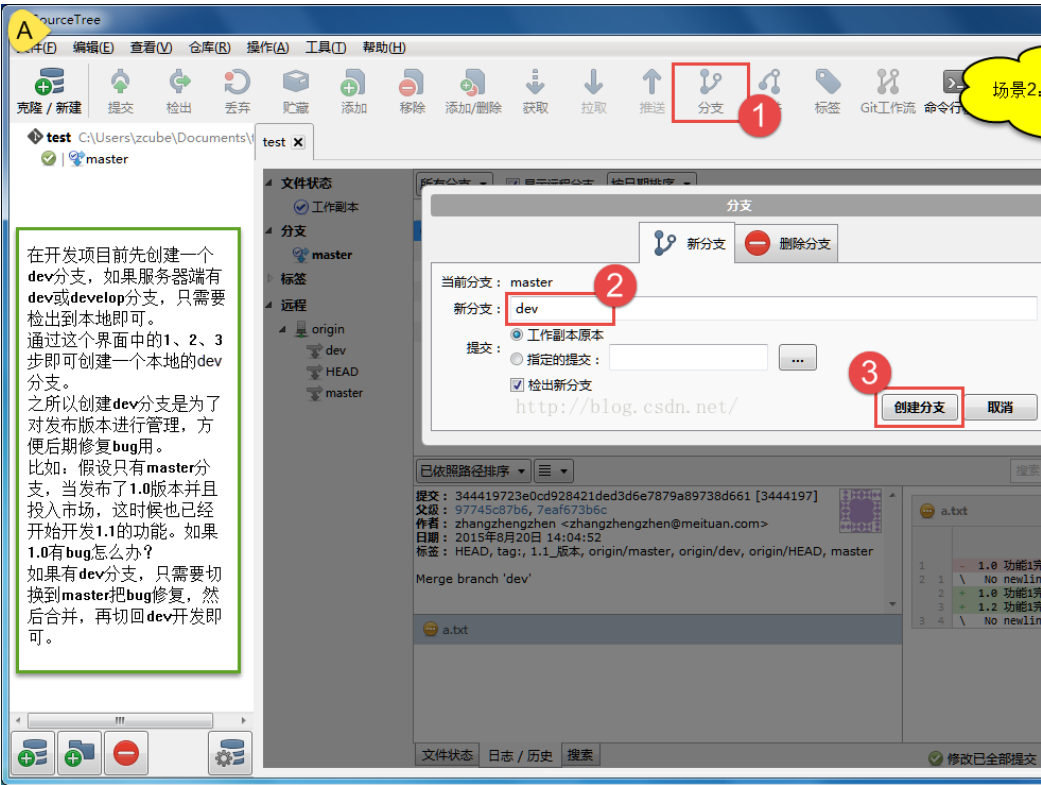 A
SourceTree
文件(F) 编辑(E) 查看(V) 仓库(R) 操作(A) 工具(T) 帮助(H)
场景2:
克隆 / 新建 提交 检出 丢弃 贮藏 添加 移除 添加/删除 获取 拉取 推送 分支 标签 Git工作流 命令行
1
test C:\Users\zcube\Documents\
master
test
文件状态
工作副本
分支
master
标签
远程
origin
dev
HEAD
master
所有分支 显示远程分支 按日期排序
在开发项目前先创建一个
dev分支，如果服务器端有
dev或develop分支，只需要
检出到本地即可。
通过这个界面中的1、2、3
步即可创建一个本地的dev
分支。
之所以创建dev分支是为了
对发布版本进行管理，方
便后期修复bug用。
比如：假设只有master分
支，当发布了1.0版本并且
投入市场，这时候也已经
开始开发1.1的功能。如果
1.0有bug怎么办？
如果有dev分支，只需要切
换到master把bug修复，然
后合并，再切回dev开发即
可。
分支
新分支 删除分支
当前分支： master
2
新分支： dev
提交： 工作副本原本
指定的提交： ...
检出新分支
3
http://blog.csdn.net/
创建分支 取消
已依照路径排序
搜索
提交： 344419723e0cd928421ded3d6e7879a89738d661 [3444197]
父级： 97745c87b6, 7eaf673b6c
作者： zhangzhengzhen <zhangzhengzhen@meituan.com>
日期： 2015年8月20日 14:04:52
标签： HEAD, tag:, 1.1_版本, origin/master, origin/dev, origin/HEAD, master
Merge branch 'dev'
a.txt
a.txt
1 - 1.0 功能1完
2 1 \ No newlin
2 + 1.0 功能1完
3 + 1.2 功能1完
3 4 \ No newlin
文件状态 日志 / 历史 搜索
修改已全部提交